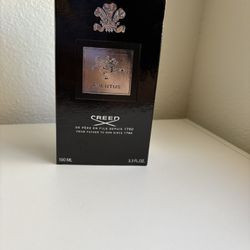 AVENTUS
CREED
DE PÈRE EN FILS DEPUIS 1760
FROM FATHER TO SON SINCE 1760
100 ML
3.3 FL.OZ.